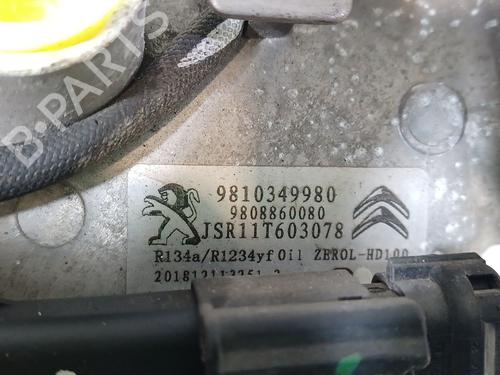 B-PARTS
9810349980
9808860080
JSR11T603078
R134a/R1234yf Oil ZEROL-HD100